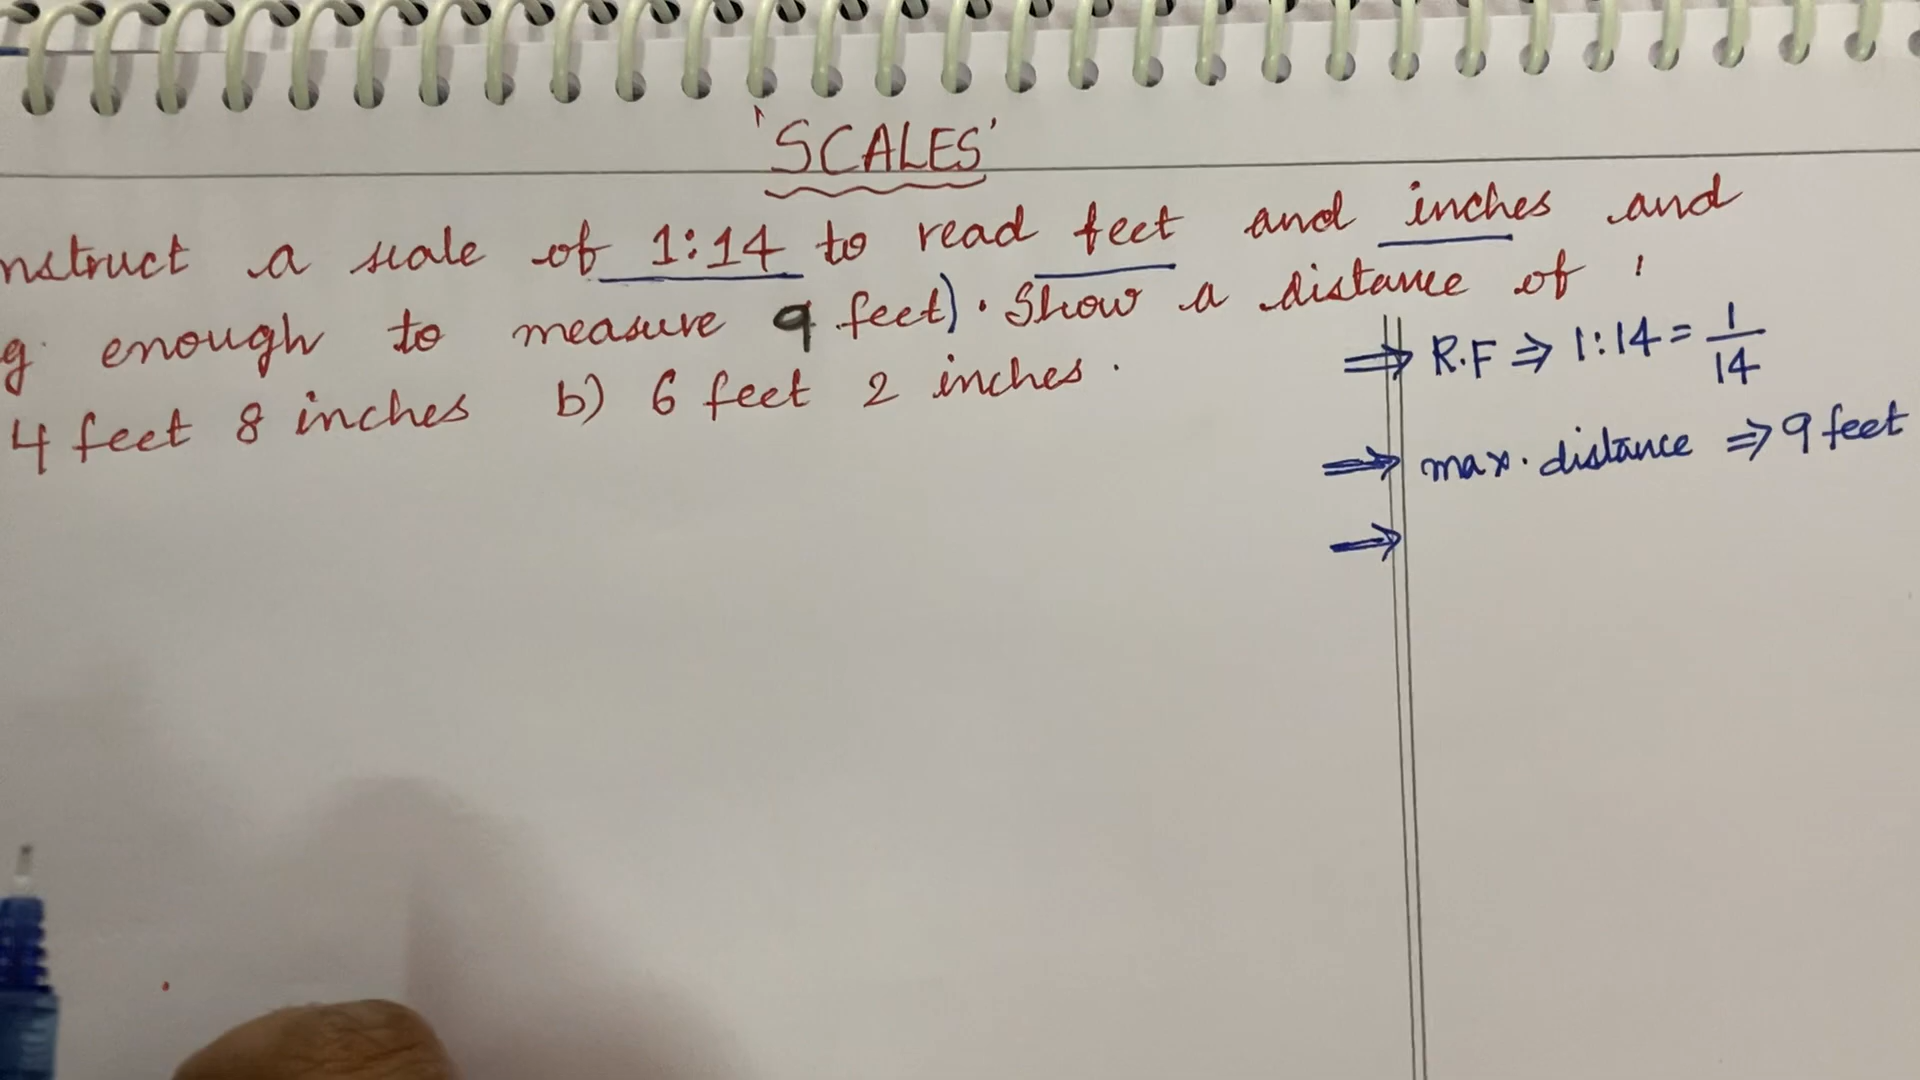 'SCALES'
nstruct a scale of 1:14 to read feet and inches and
g enough to measure 9 feet). Show a distance of
4 feet 8 inches b) 6 feet 2 inches.
⇒ R.F ⇒ 1:14 = 1/14
⇒ max. distance ⇒ 9 feet
⇒